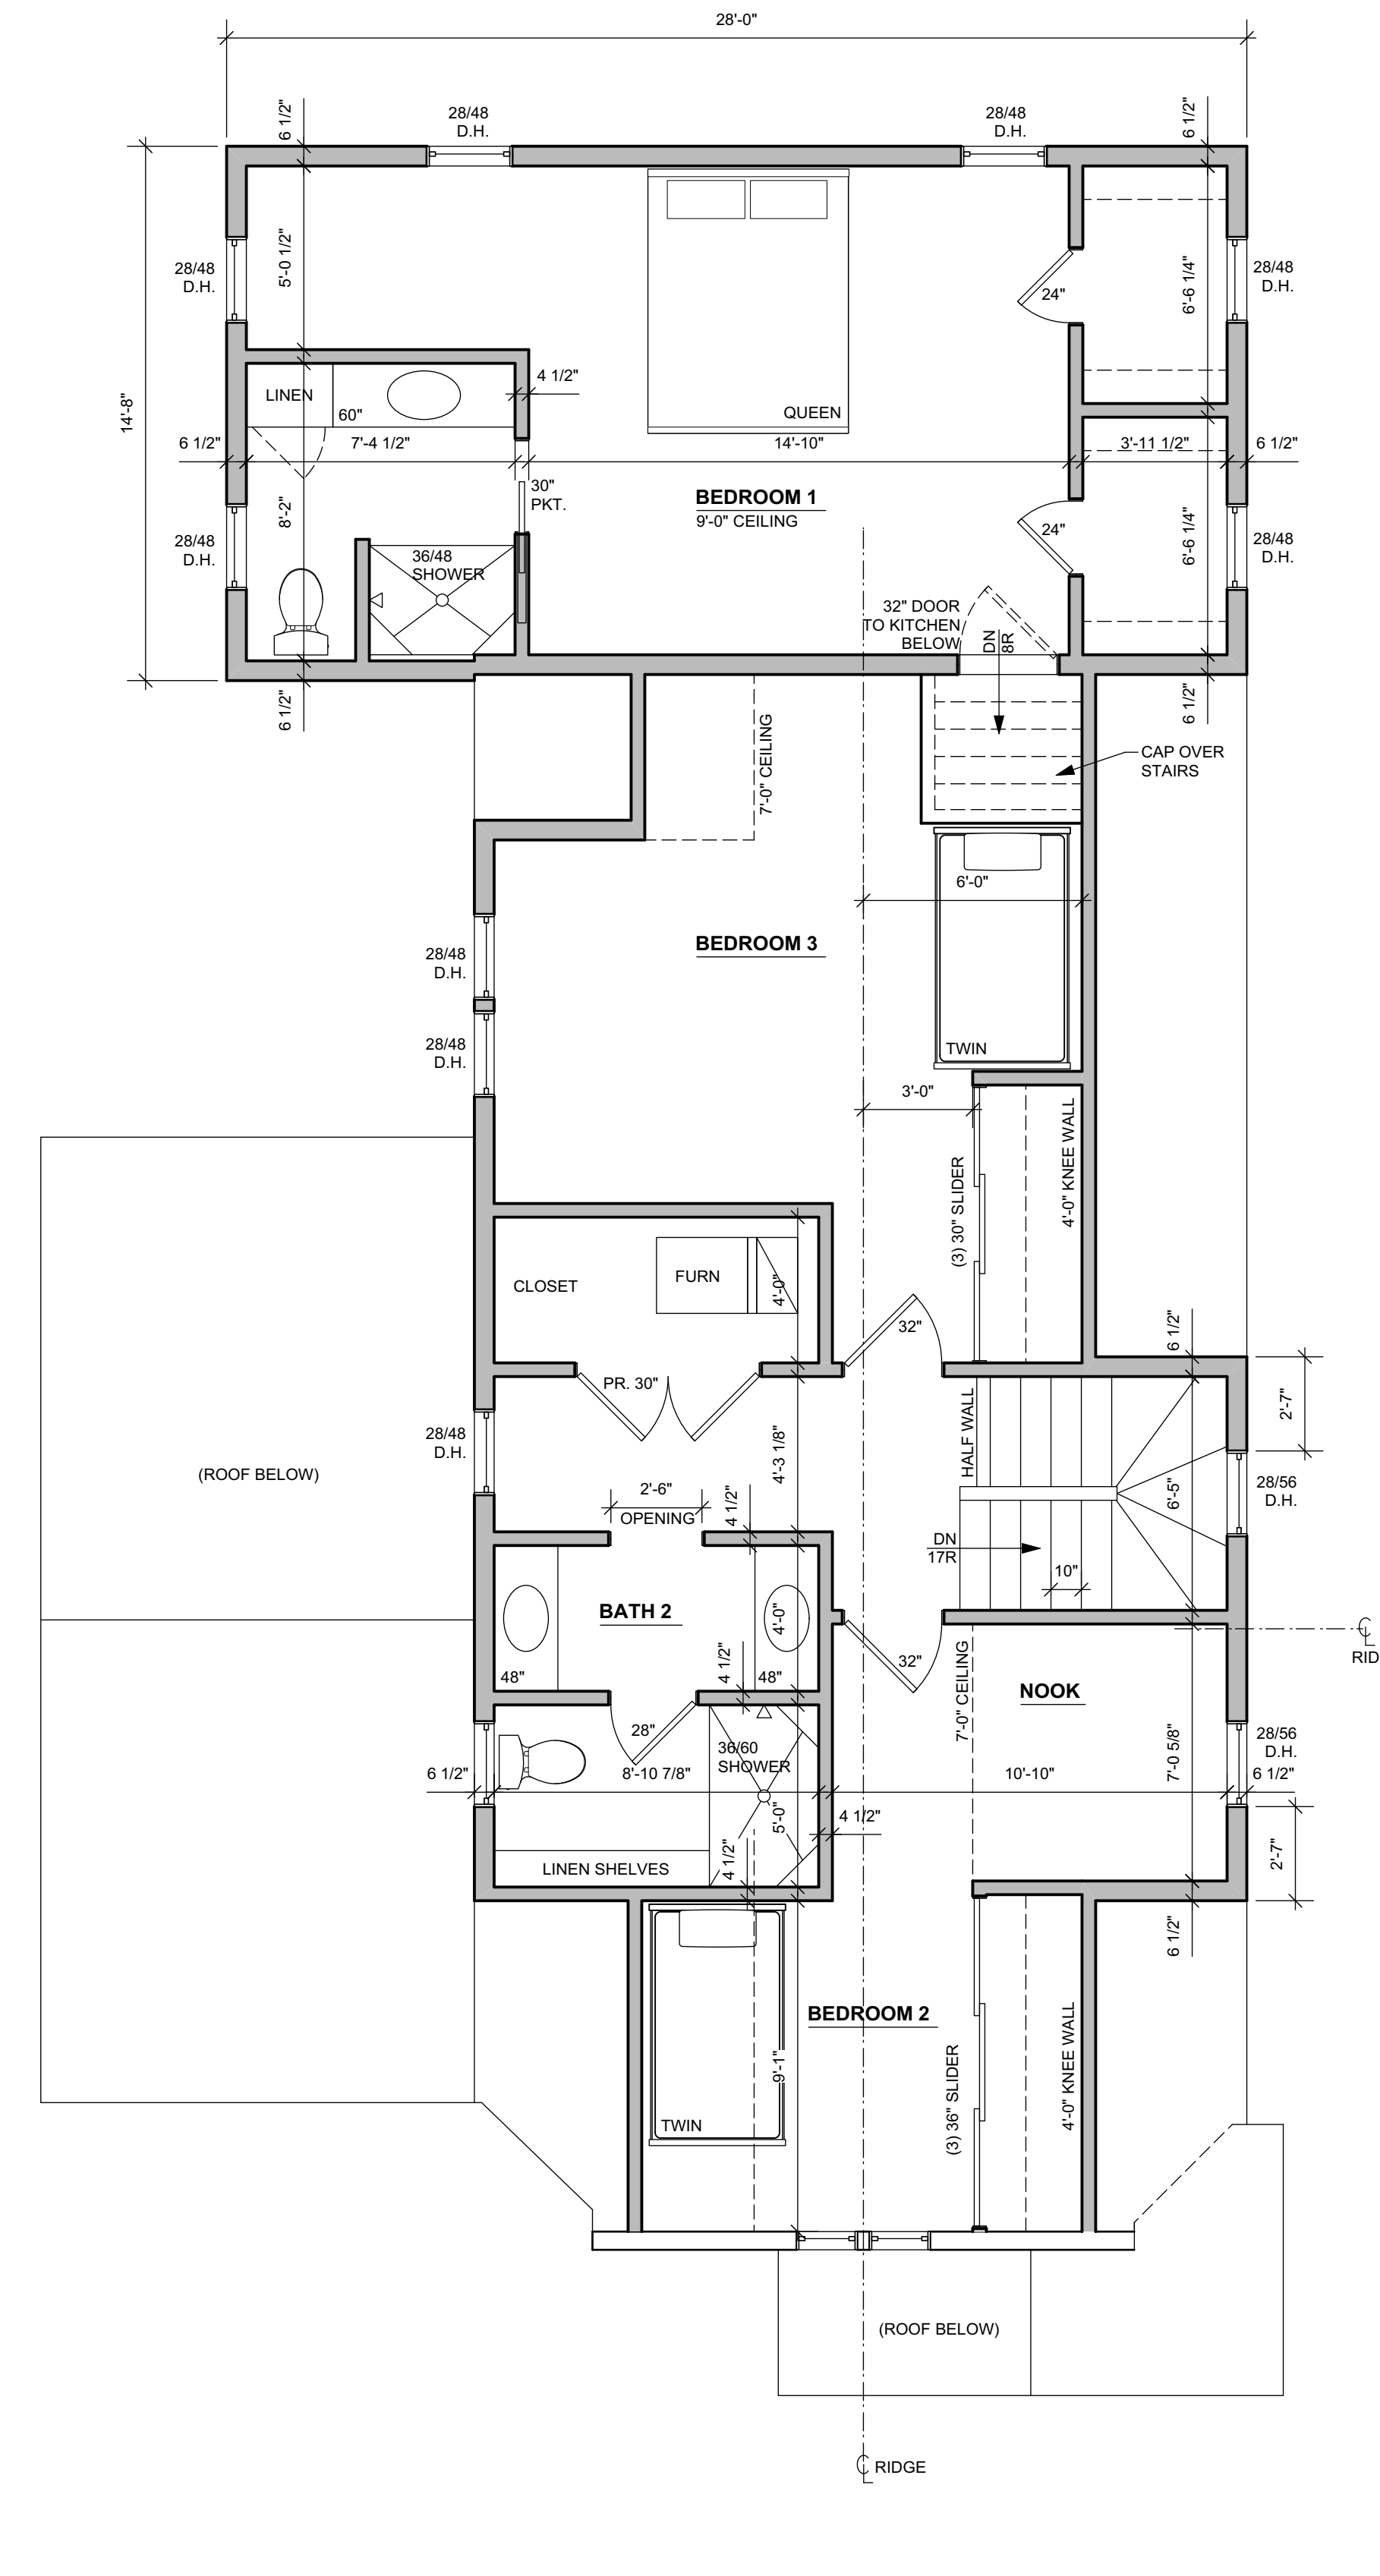 28'-0"
28/48
D.H.
28/48
D.H.
6 1/2"
6 1/2"
14'-8"
28/48
D.H.
5'-0 1/2"
24"
6'-6 1/4"
28/48
D.H.
LINEN
60"
4 1/2"
QUEEN
6 1/2"
7'-4 1/2"
14'-10"
3'-11 1/2"
6 1/2"
8'-2"
30"
PKT.
BEDROOM 1
9'-0" CEILING
28/48
D.H.
36/48
SHOWER
24"
6'-6 1/4"
28/48
D.H.
32" DOOR
TO KITCHEN
BELOW
DN
8R
6 1/2"
6 1/2"
7'-0" CEILING
CAP OVER
STAIRS
6'-0"
BEDROOM 3
28/48
D.H.
28/48
D.H.
TWIN
3'-0"
(3) 30" SLIDER
4'-0" KNEE WALL
CLOSET
FURN
4'-0"
32"
6 1/2"
PR. 30"
HALF WALL
2'-7"
28/48
D.H.
4'-3 1/8"
(ROOF BELOW)
2'-6"
OPENING
4 1/2"
6'-5"
28/56
D.H.
DN
17R
10"
BATH 2
4'-0"
48"
4 1/2"
48"
32"
7'-0" CEILING
NOOK
RID
28"
36/60
SHOWER
7'-0 5/8"
28/56
D.H.
6 1/2"
8'-10 7/8"
10'-10"
6 1/2"
5'-0"
4 1/2"
4 1/2"
LINEN SHELVES
2'-7"
6 1/2"
BEDROOM 2
9'-1"
TWIN
(3) 36" SLIDER
4'-0" KNEE WALL
(ROOF BELOW)
RIDGE